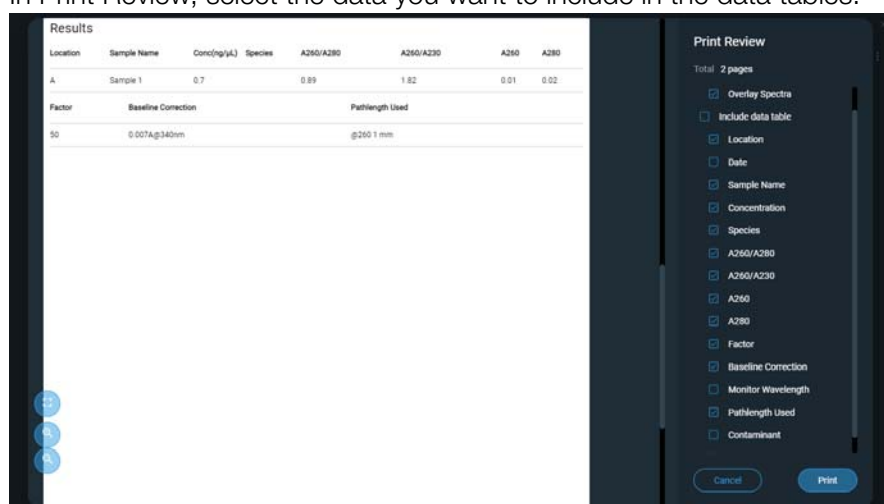 In Print Review, select the data you want to include in the data tables.
Results
Location Sample Name Conc(ng/µL) Species A260/A280 A260/A230 A260 A280
A Sample 1 0.7 0.89 1.82 0.01 0.02
Factor Baseline Correction Pathlength Used
50 0.007A@340nm @260 1 mm
Print Review
Total 2 pages
Overlay Spectra
Include data table
Location
Date
Sample Name
Concentration
Species
A260/A280
A260/A230
A260
A280
Factor
Baseline Correction
Monitor Wavelength
Pathlength Used
Contaminant
Cancel Print